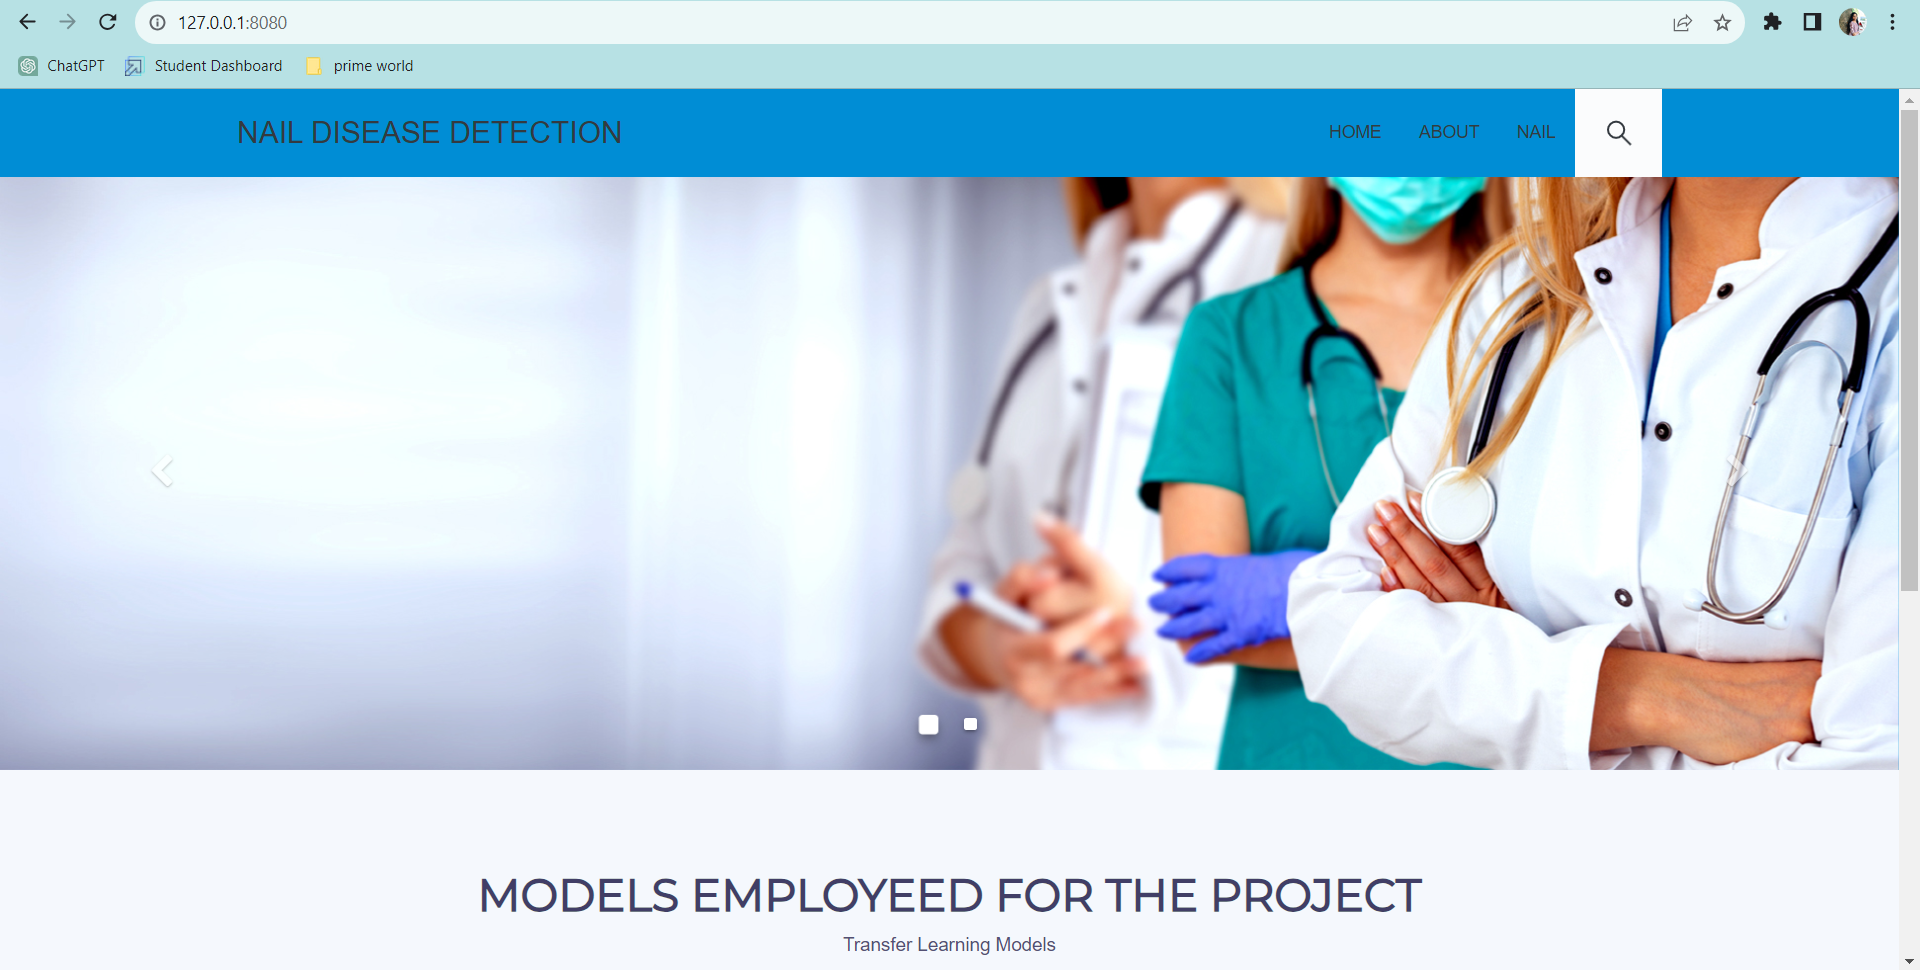 127.0.0.1:8080
ChatGPT Student Dashboard prime world
NAIL DISEASE DETECTION HOME ABOUT NAIL
MODELS EMPLOYEED FOR THE PROJECT
Transfer Learning Models